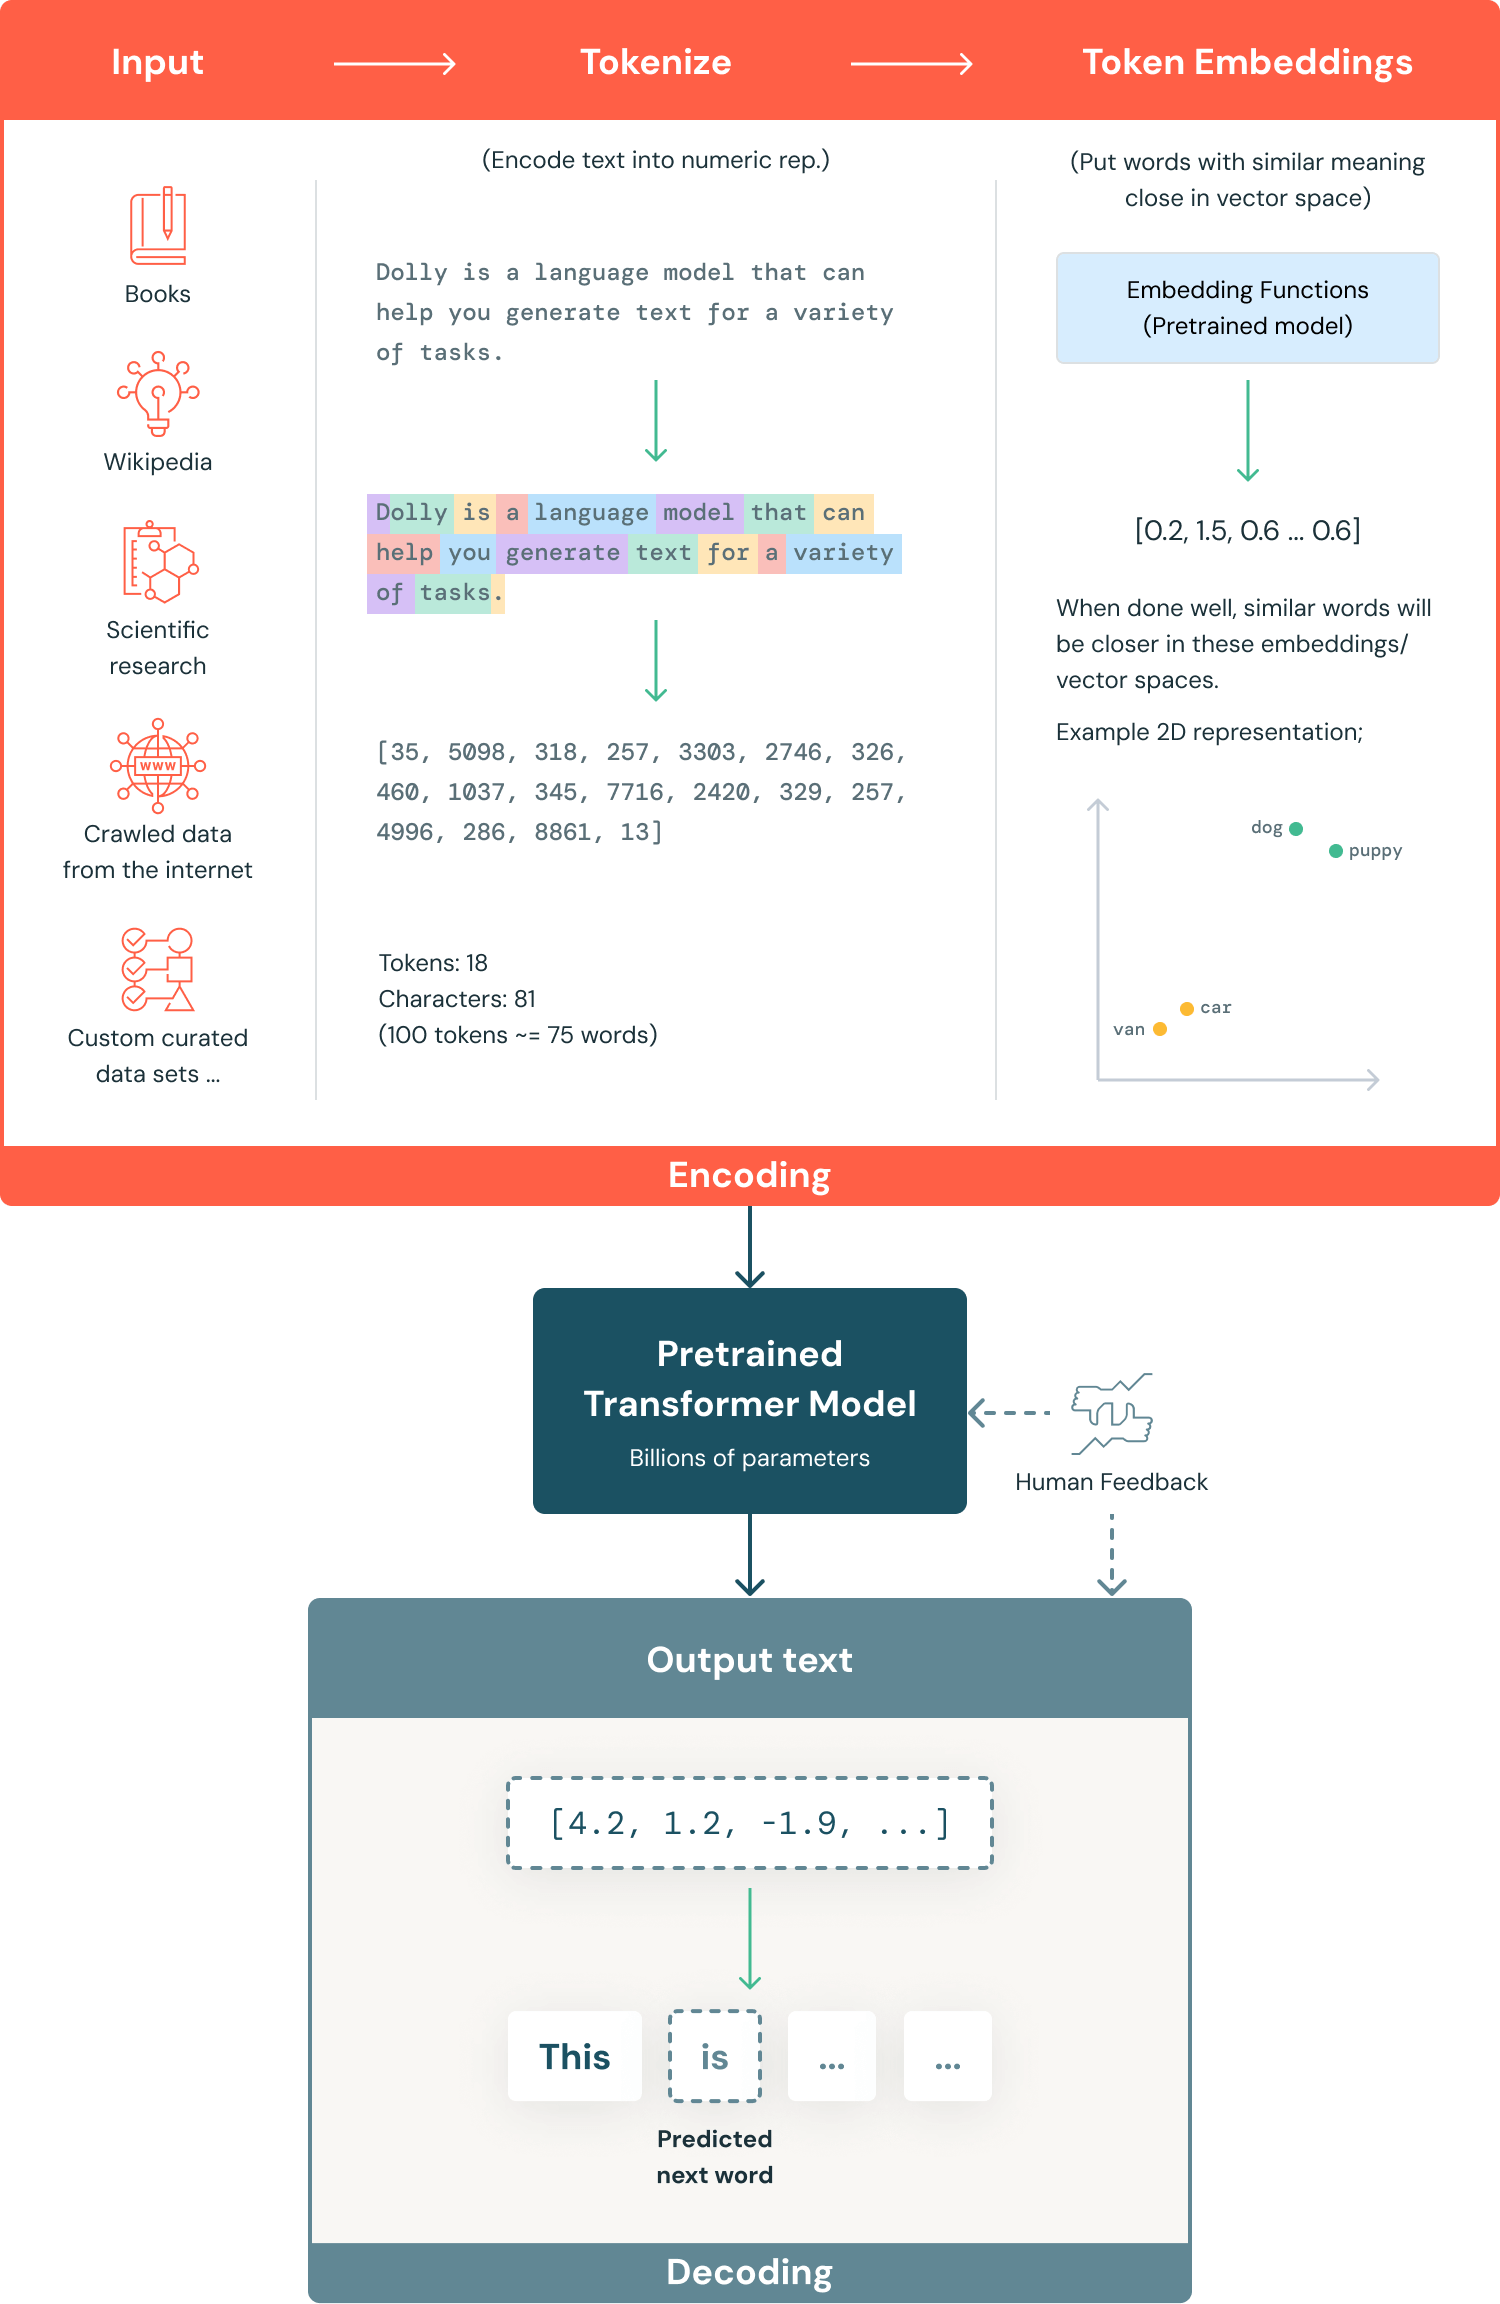 Input
Tokenize
Token Embeddings
Books
Wikipedia
Scientific
research
www
Crawled data
from the internet
Custom curated
data sets ...
(Encode text into numeric rep.)
Dolly is a language model that can
help you generate text for a variety
of tasks.
Dolly is a language model that can
help you generate text for a variety
of tasks.
[35, 5098, 318, 257, 3303, 2746, 326,
460, 1037, 345, 7716, 2420, 329, 257,
4996, 286, 8861, 13]
Tokens: 18
Characters: 81
(100 tokens ~= 75 words)
(Put words with similar meaning
close in vector space)
Embedding Functions
(Pretrained model)
[0.2, 1.5, 0.6 ... 0.6]
When done well, similar words will
be closer in these embeddings/
vector spaces.
Example 2D representation;
dog
puppy
car
van
Encoding
Pretrained
Transformer Model
Billions of parameters
Human Feedback
Output text
[4.2, 1.2, -1.9, ...]
This is ... ...
Predicted
next word
Decoding